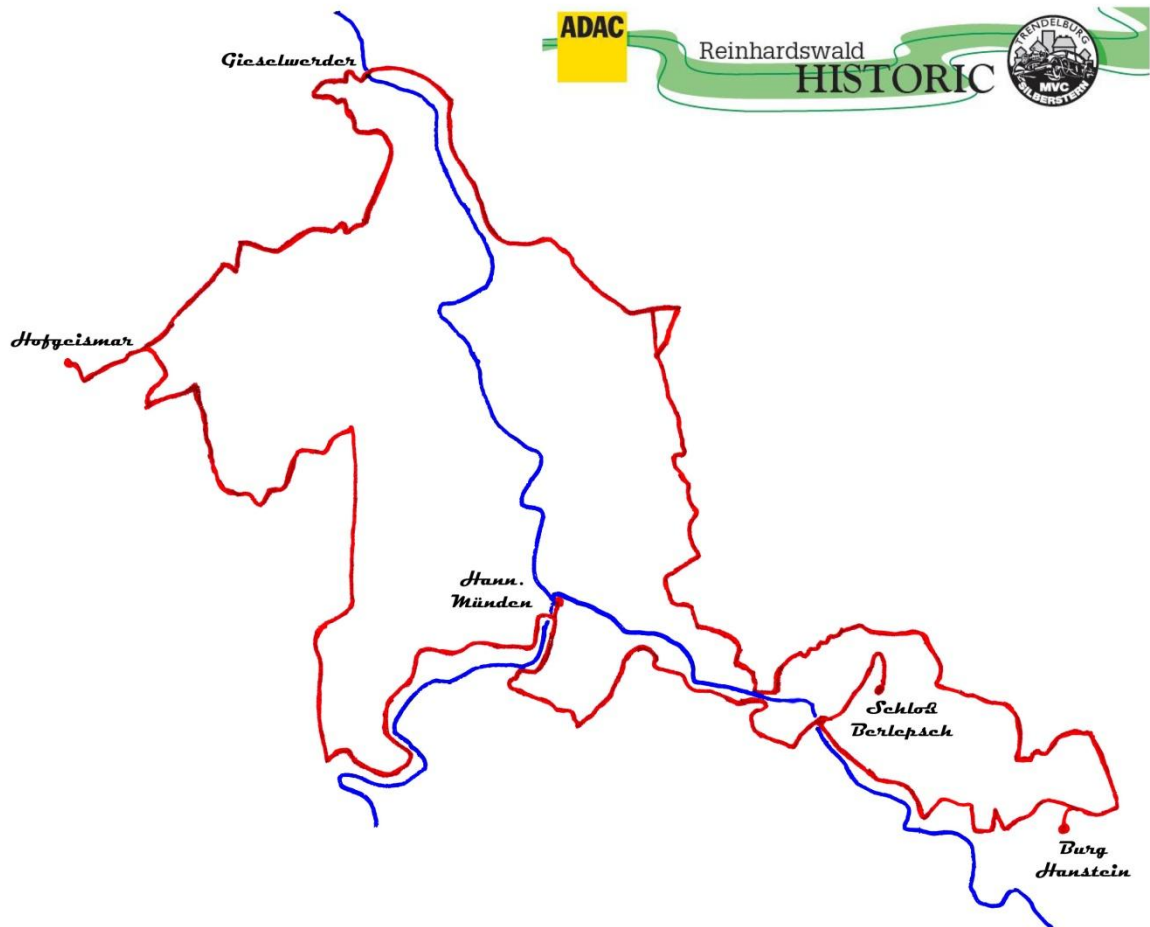 ADAC
Reinhardswald
HISTORIC
TRENDELBURG
MVC
SILBERSTERN
Gieselwerder
Hofgeismar
Hann.
Münden
Schloß
Berlepsch
Burg
Hanstein